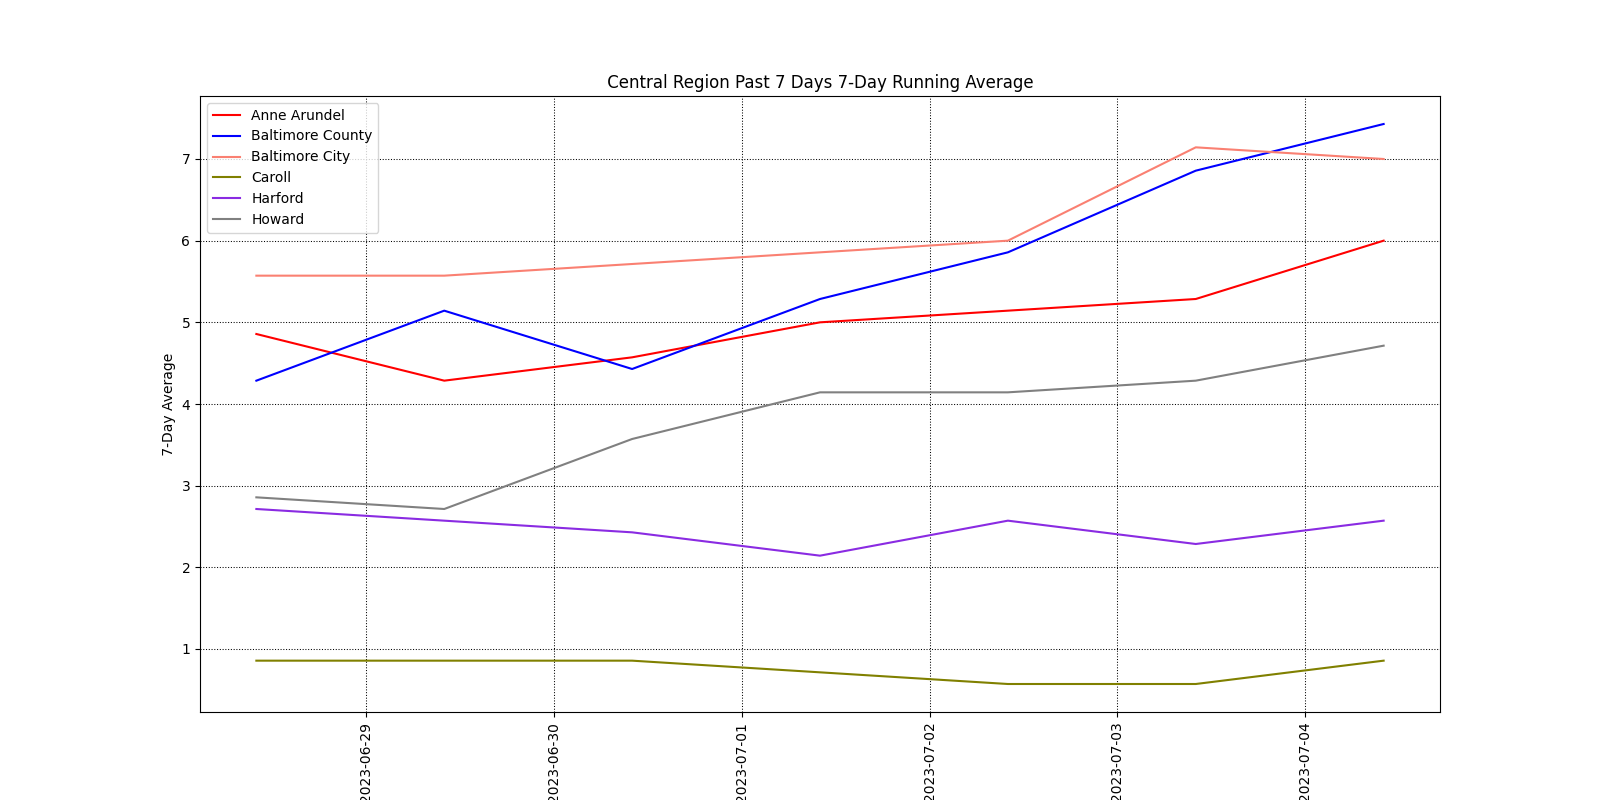 Central Region Past 7 Days 7-Day Running Average
Anne Arundel
Baltimore County
Baltimore City
Caroll
Harford
Howard
7-Day Average
7
6
5
4
3
2
1
2023-06-29
2023-06-30
2023-07-01
2023-07-02
2023-07-03
2023-07-04